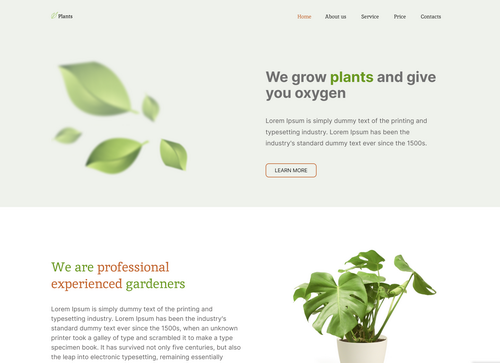 Plants
Home About us Service Price Contacts
We grow plants and give
you oxygen
Lorem Ipsum is simply dummy text of the printing and
typesetting industry. Lorem Ipsum has been the
industry's standard dummy text ever since the 1500s.
LEARN MORE
We are professional
experienced gardeners
Lorem Ipsum is simply dummy text of the printing and
typesetting industry. Lorem Ipsum has been the industry's
standard dummy text ever since the 1500s, when an unknown
printer took a galley of type and scrambled it to make a type
specimen book. It has survived not only five centuries, but also
the leap into electronic typesetting, remaining essentially